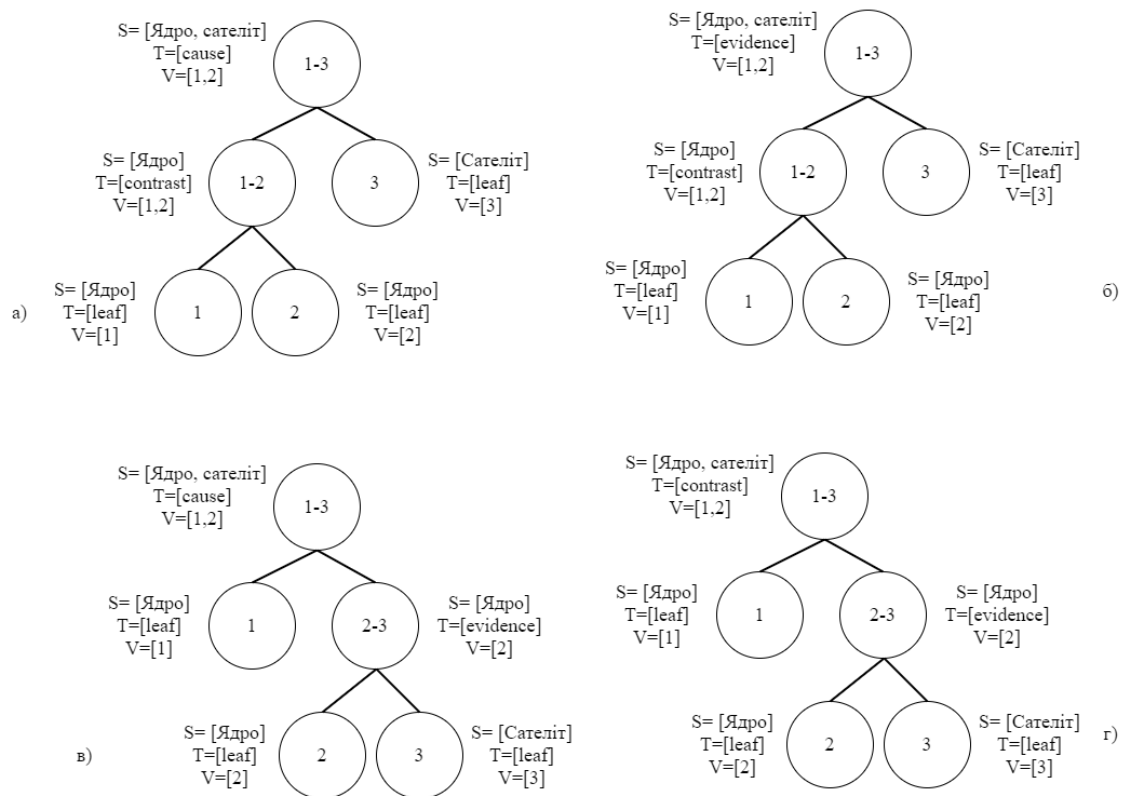 S= [Ядро, сателіт]
T=[cause]
V=[1,2]
1-3
S= [Ядро]
T=[contrast]
V=[1,2]
1-2
3
S= [Сателіт]
T=[leaf]
V=[3]
а)
S= [Ядро]
T=[leaf]
V=[1]
1
2
S= [Ядро]
T=[leaf]
V=[2]
S= [Ядро, сателіт]
T=[evidence]
V=[1,2]
1-3
S= [Ядро]
T=[contrast]
V=[1,2]
1-2
3
S= [Сателіт]
T=[leaf]
V=[3]
S= [Ядро]
T=[leaf]
V=[1]
1
2
S= [Ядро]
T=[leaf]
V=[2]
б)
S= [Ядро, сателіт]
T=[cause]
V=[1,2]
1-3
S= [Ядро]
T=[leaf]
V=[1]
1
2-3
S= [Ядро]
T=[evidence]
V=[2]
в)
S= [Ядро]
T=[leaf]
V=[2]
2
3
S= [Сателіт]
T=[leaf]
V=[3]
S= [Ядро, сателіт]
T=[contrast]
V=[1,2]
1-3
S= [Ядро]
T=[leaf]
V=[1]
1
2-3
S= [Ядро]
T=[evidence]
V=[2]
S= [Ядро]
T=[leaf]
V=[2]
2
3
S= [Сателіт]
T=[leaf]
V=[3]
г)